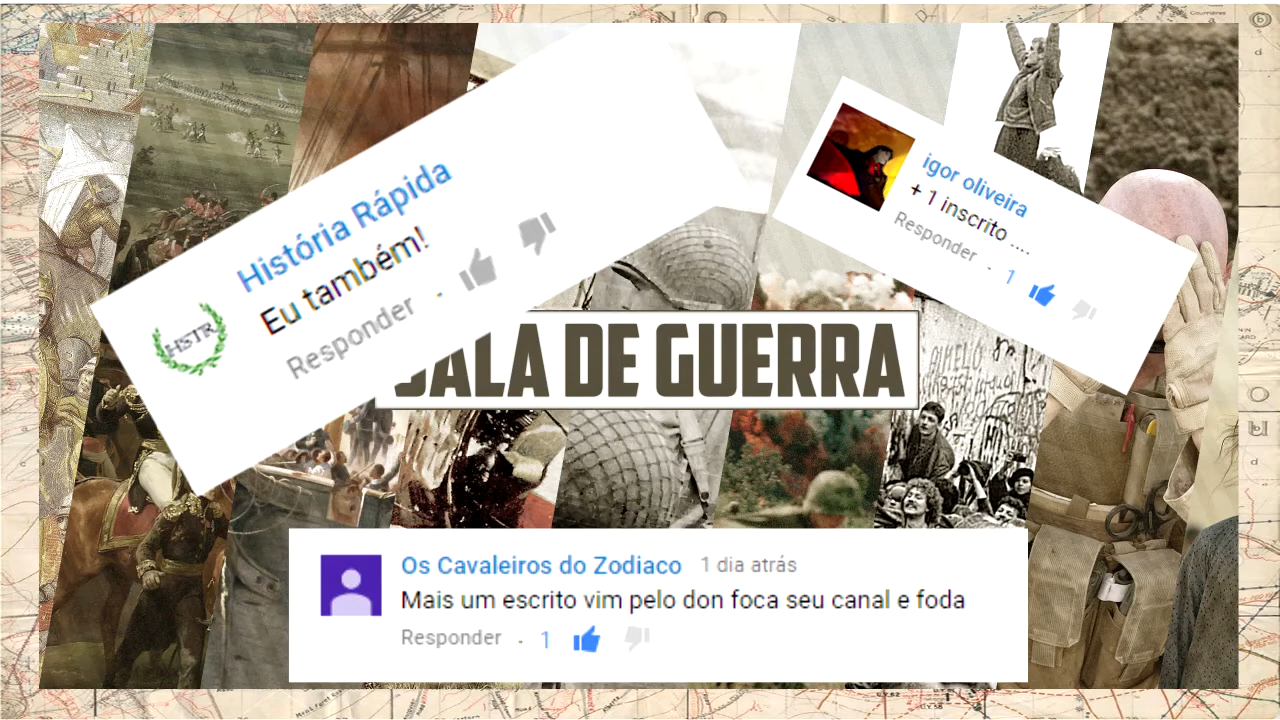 História Rápida
Eu também!
Responder
HSTR
igor oliveira
+ 1 inscrito ....
Responder · 1
SALA DE GUERRA
Os Cavaleiros do Zodiaco 1 dia atrás
Mais um escrito vim pelo don foca seu canal e foda
Responder · 1